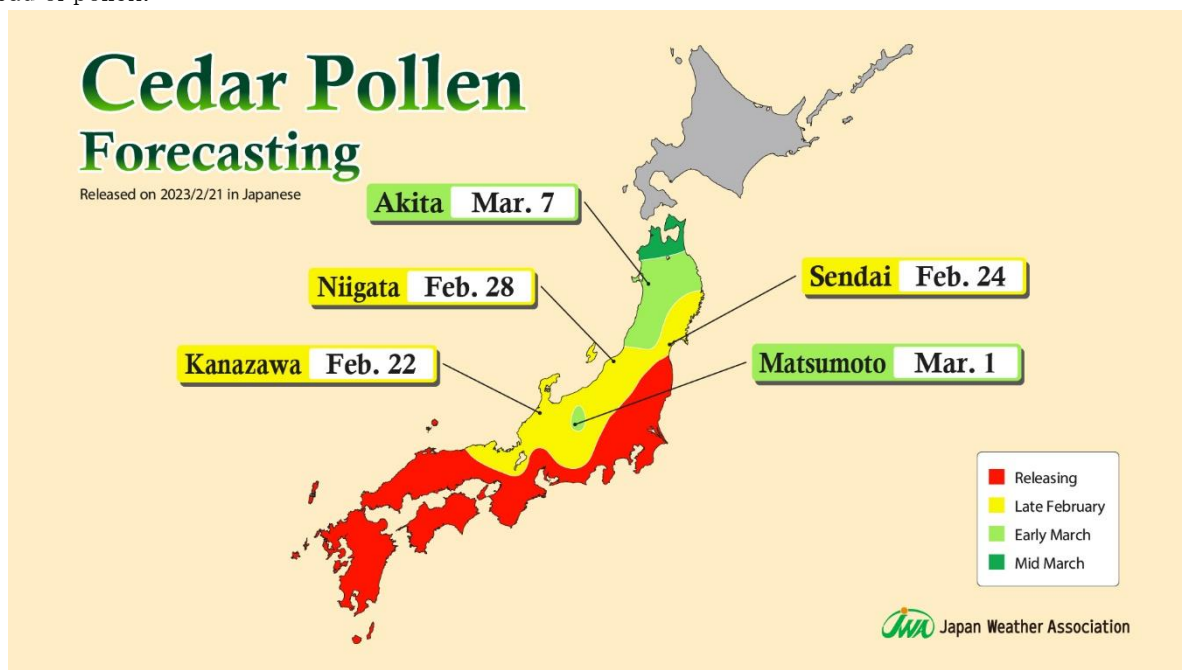 Cedar Pollen
Forecasting
Released on 2023/2/21 in Japanese
Akita Mar. 7
Niigata Feb. 28
Sendai Feb. 24
Kanazawa Feb. 22
Matsumoto Mar. 1
Releasing
Late February
Early March
Mid March
JWA Japan Weather Association